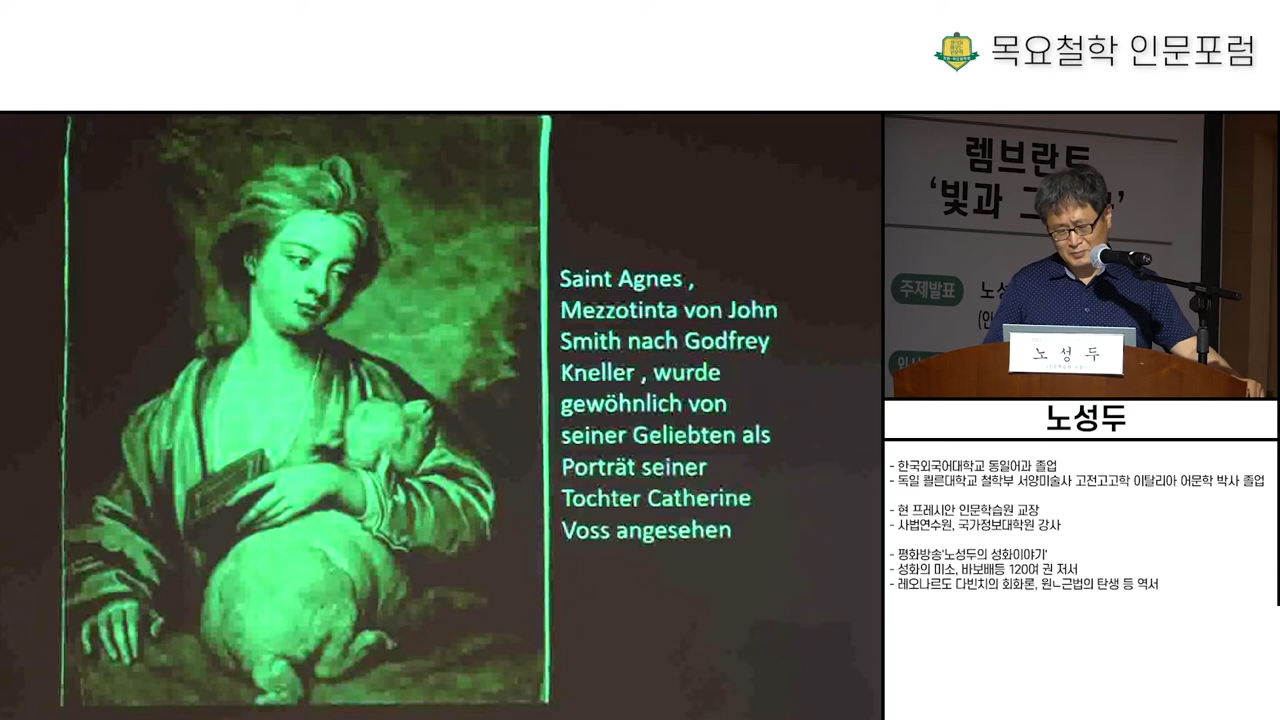 목요철학 인문포럼
Saint Agnes ,
Mezzotinta von John
Smith nach Godfrey
Kneller , wurde
gewöhnlich von
seiner Geliebten als
Porträt seiner
Tochter Catherine
Voss angesehen
렘브란트
‘빛과
주제발표
노성두
노성두
- 한국외국어대학교 동일어과 졸업
- 독일 쾰른대학교 철학부 서양미술사 고전고고학 이탈리아 어문학 박사 졸업
- 현 프레시안 인문학습원 교장
- 사법연수원, 국가정보대학원 강사
- 평화방송'노성두의 성화이야기'
- 성화의 미소, 바보배등 120여 권 저서
- 레오나르도 다빈치의 회화론, 원ㄴ근법의 탄생 등 역서